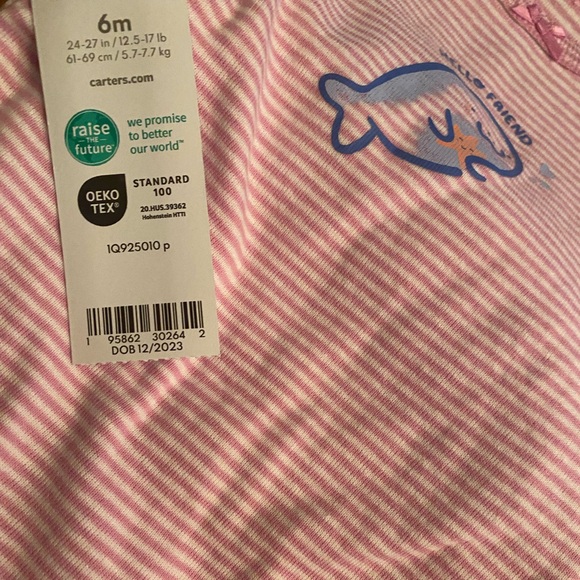 6m
24-27 in / 12.5-17 lb
61-69 cm / 5.7-7.7 kg
carters.com
raise
THE
future™
we promise
to better
our world™
OEKO
TEX®
STANDARD
100
20.HUS.39362
Hohenstein HTTI
1Q925010 p
1 95862 30264 2
DOB 12/2023
HELLO FRIEND